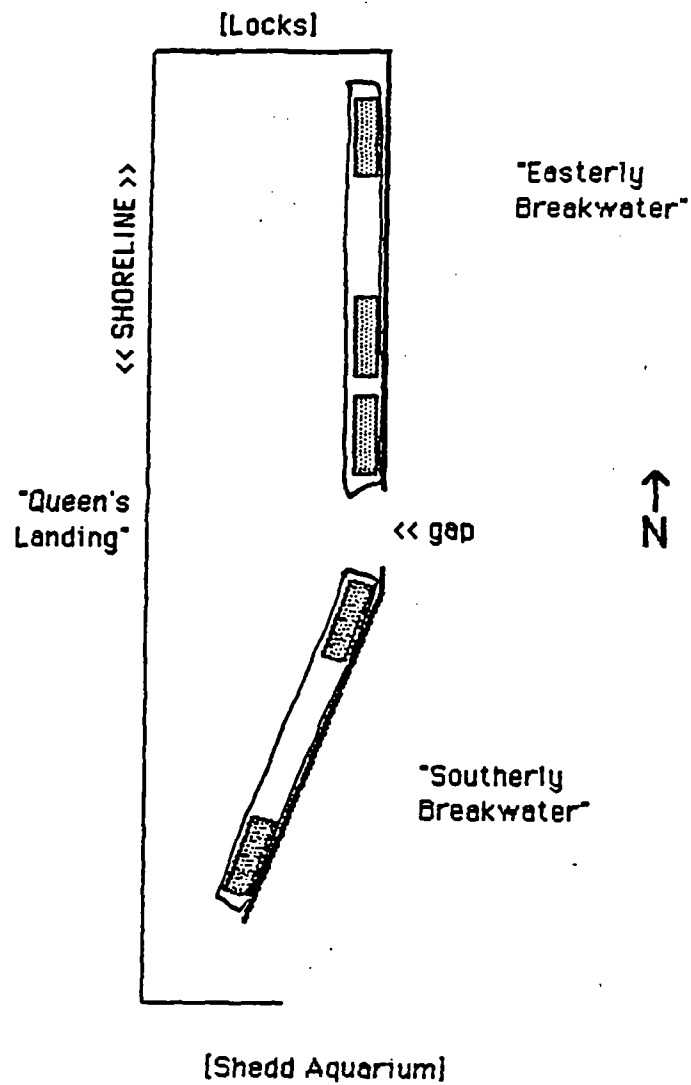 [Locks]
"Easterly
Breakwater"
<< SHORELINE >>
"Queen's
Landing"
<< gap
N
"Southerly
Breakwater"
[Shedd Aquarium]